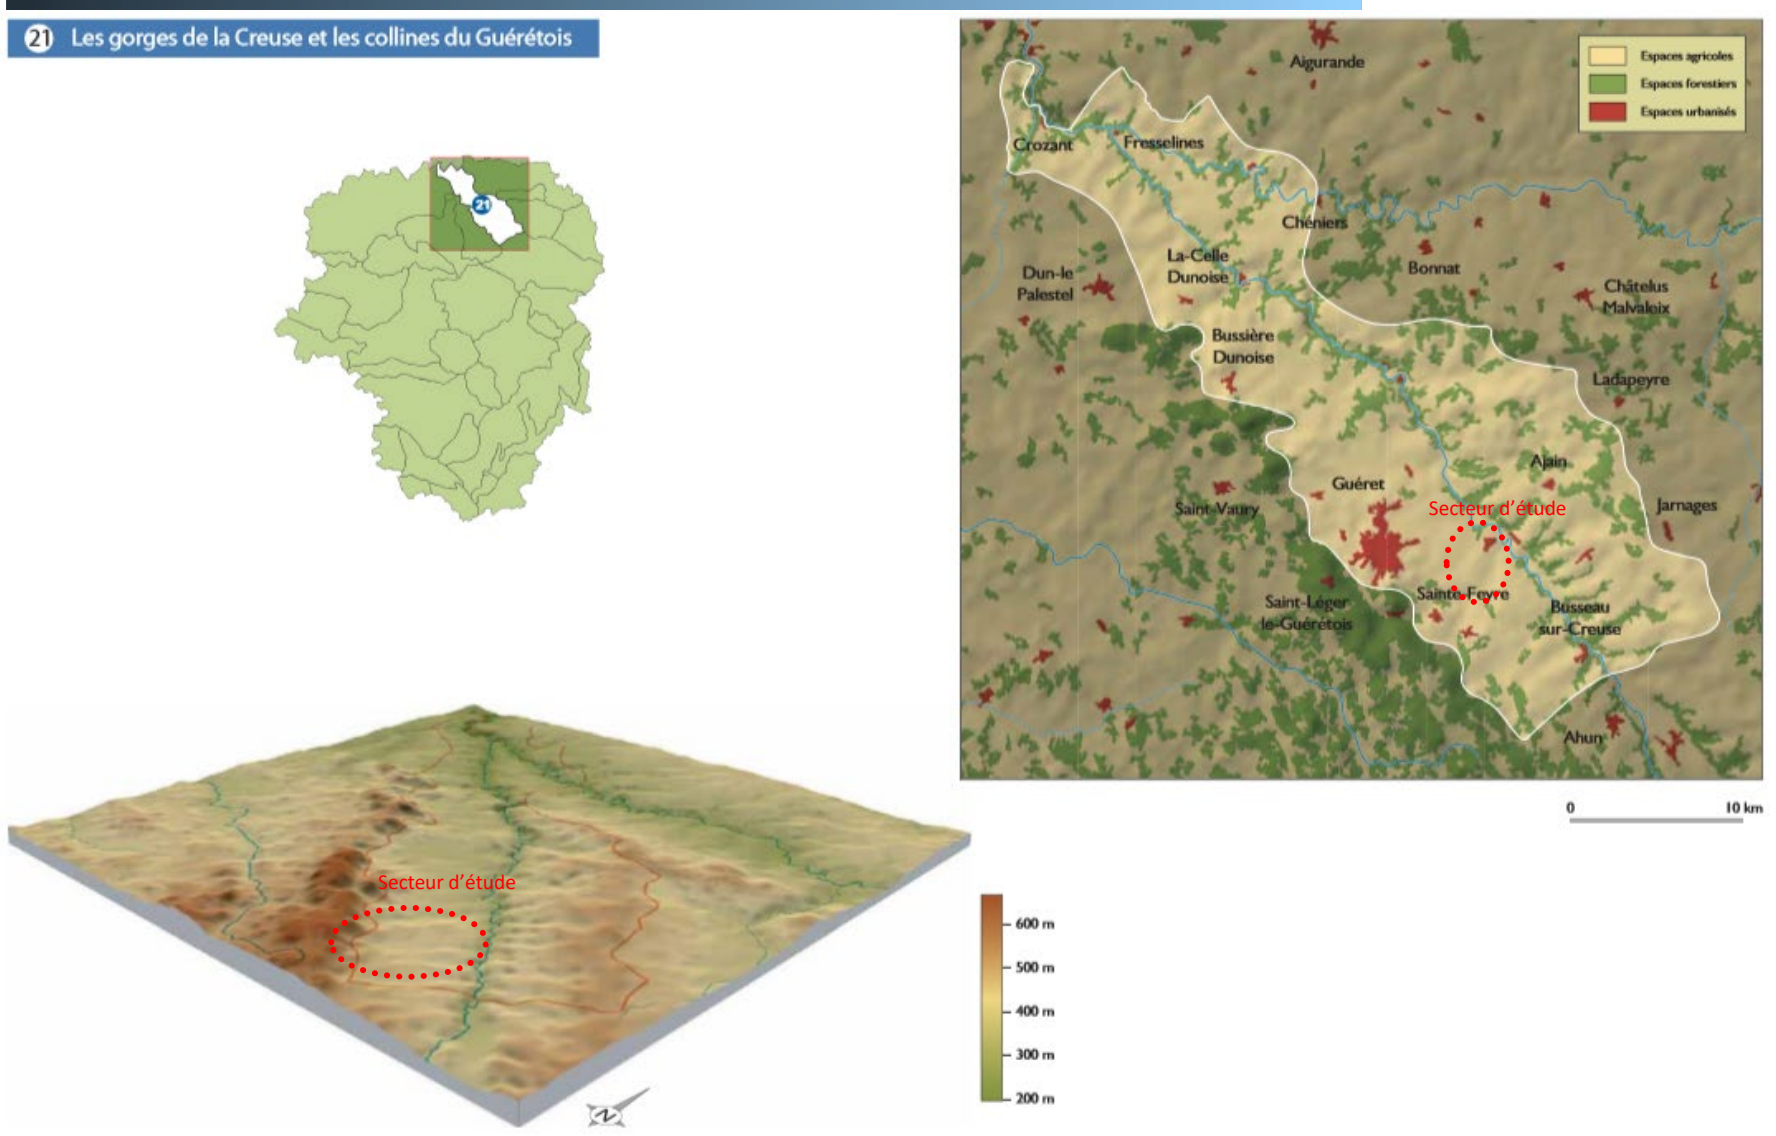 21 Les gorges de la Creuse et les collines du Guérétois
21
Aigurande
Espaces agricoles
Espaces forestiers
Espaces urbanisés
Crozant
Fresselines
Chéniers
La-Celle
Dunoise
Dun-le
Palestel
Bonnat
Châtelus
Malvaleix
Bussière
Dunoise
Ladapeyre
Ajain
Guéret
Saint-Vaury
Secteur d'étude
Jarnages
Saint-Léger
le-Guérétois
Sainte-Feyre
Busseau
sur-Creuse
Ahun
0 10 km
Secteur d'étude
600 m
500 m
400 m
300 m
200 m
N